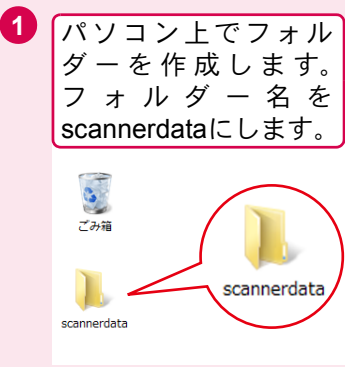 1
パソコン上でフォル
ダーを作成します。
フォルダー名を
scannerdataにします。
ごみ箱
scannerdata
scannerdata